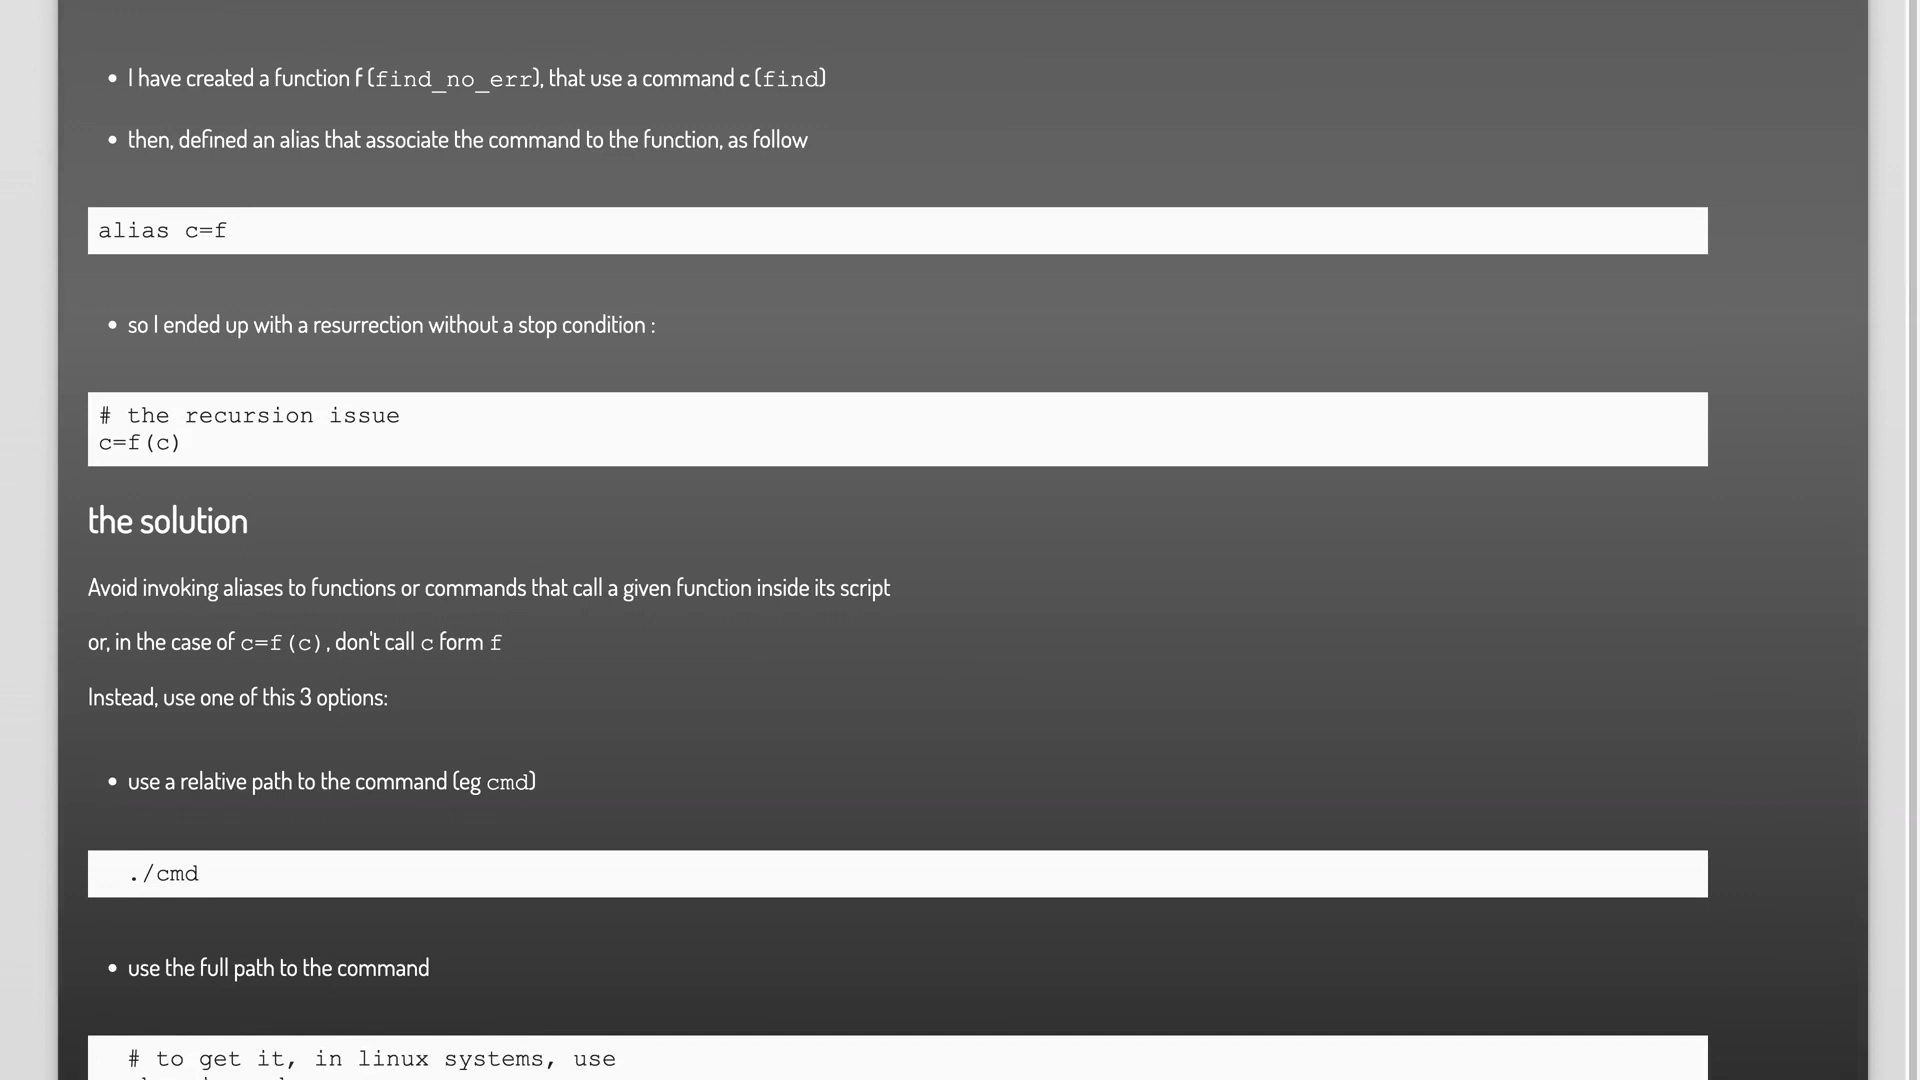 • I have created a function f (find_no_err), that use a command c (find)
• then, defined an alias that associate the command to the function, as follow
alias c=f
• so I ended up with a resurrection without a stop condition :
# the recursion issue
c=f(c)
the solution
Avoid invoking aliases to functions or commands that call a given function inside its script
or, in the case of c=f(c), don't call c form f
Instead, use one of this 3 options:
• use a relative path to the command (eg cmd)
./cmd
• use the full path to the command
# to get it, in linux systems, use